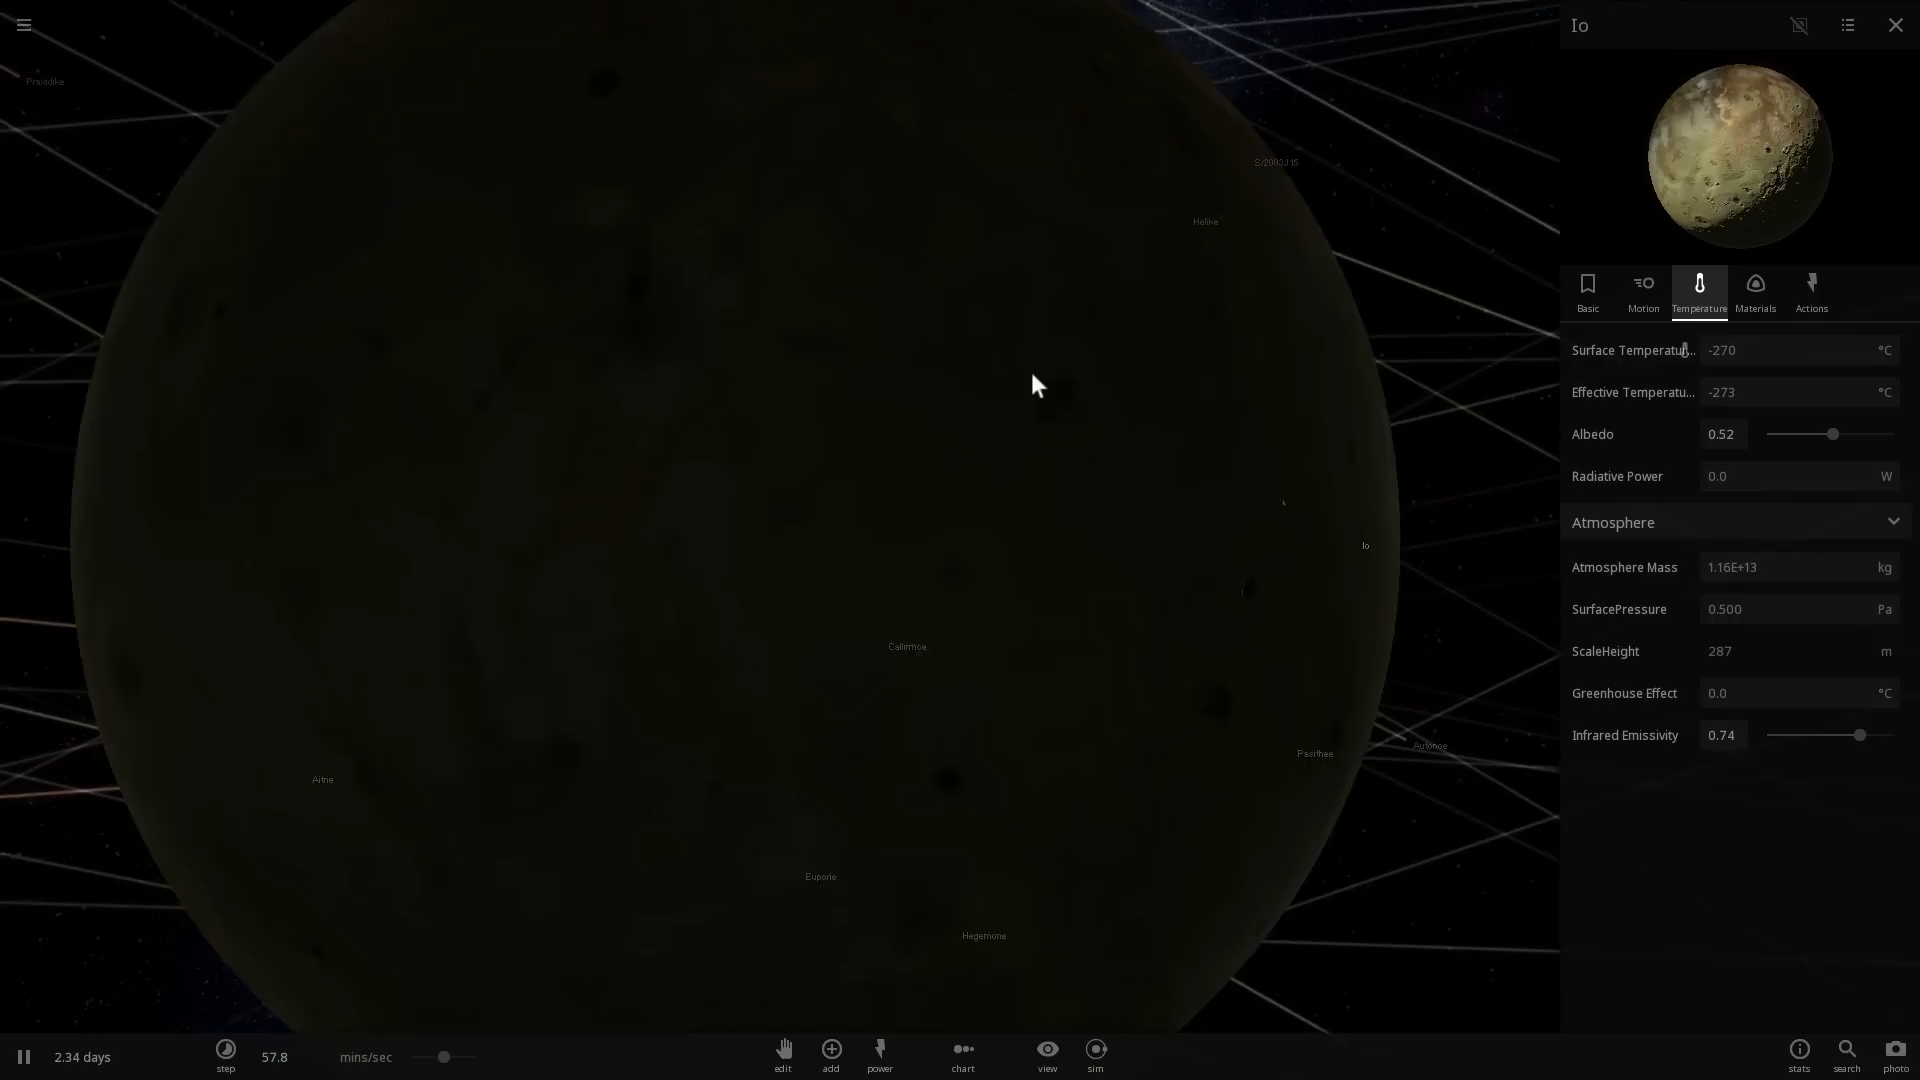 Io
Praxidike
S/2003J15
Helike
Io
Callirrhoe
Pasithee
Autonoe
Aitne
Euporie
Hegemone
Basic Motion Temperature Materials Actions
Surface Temperatur... -270 °C
Effective Temperatu... -273 °C
Albedo 0.52
Radiative Power 0.0 W
Atmosphere
Atmosphere Mass 1.16E+13 kg
SurfacePressure 0.500 Pa
ScaleHeight 287 m
Greenhouse Effect 0.0 °C
Infrared Emissivity 0.74
2.34 days step 57.8 mins/sec edit add power chart view sim stats search photo